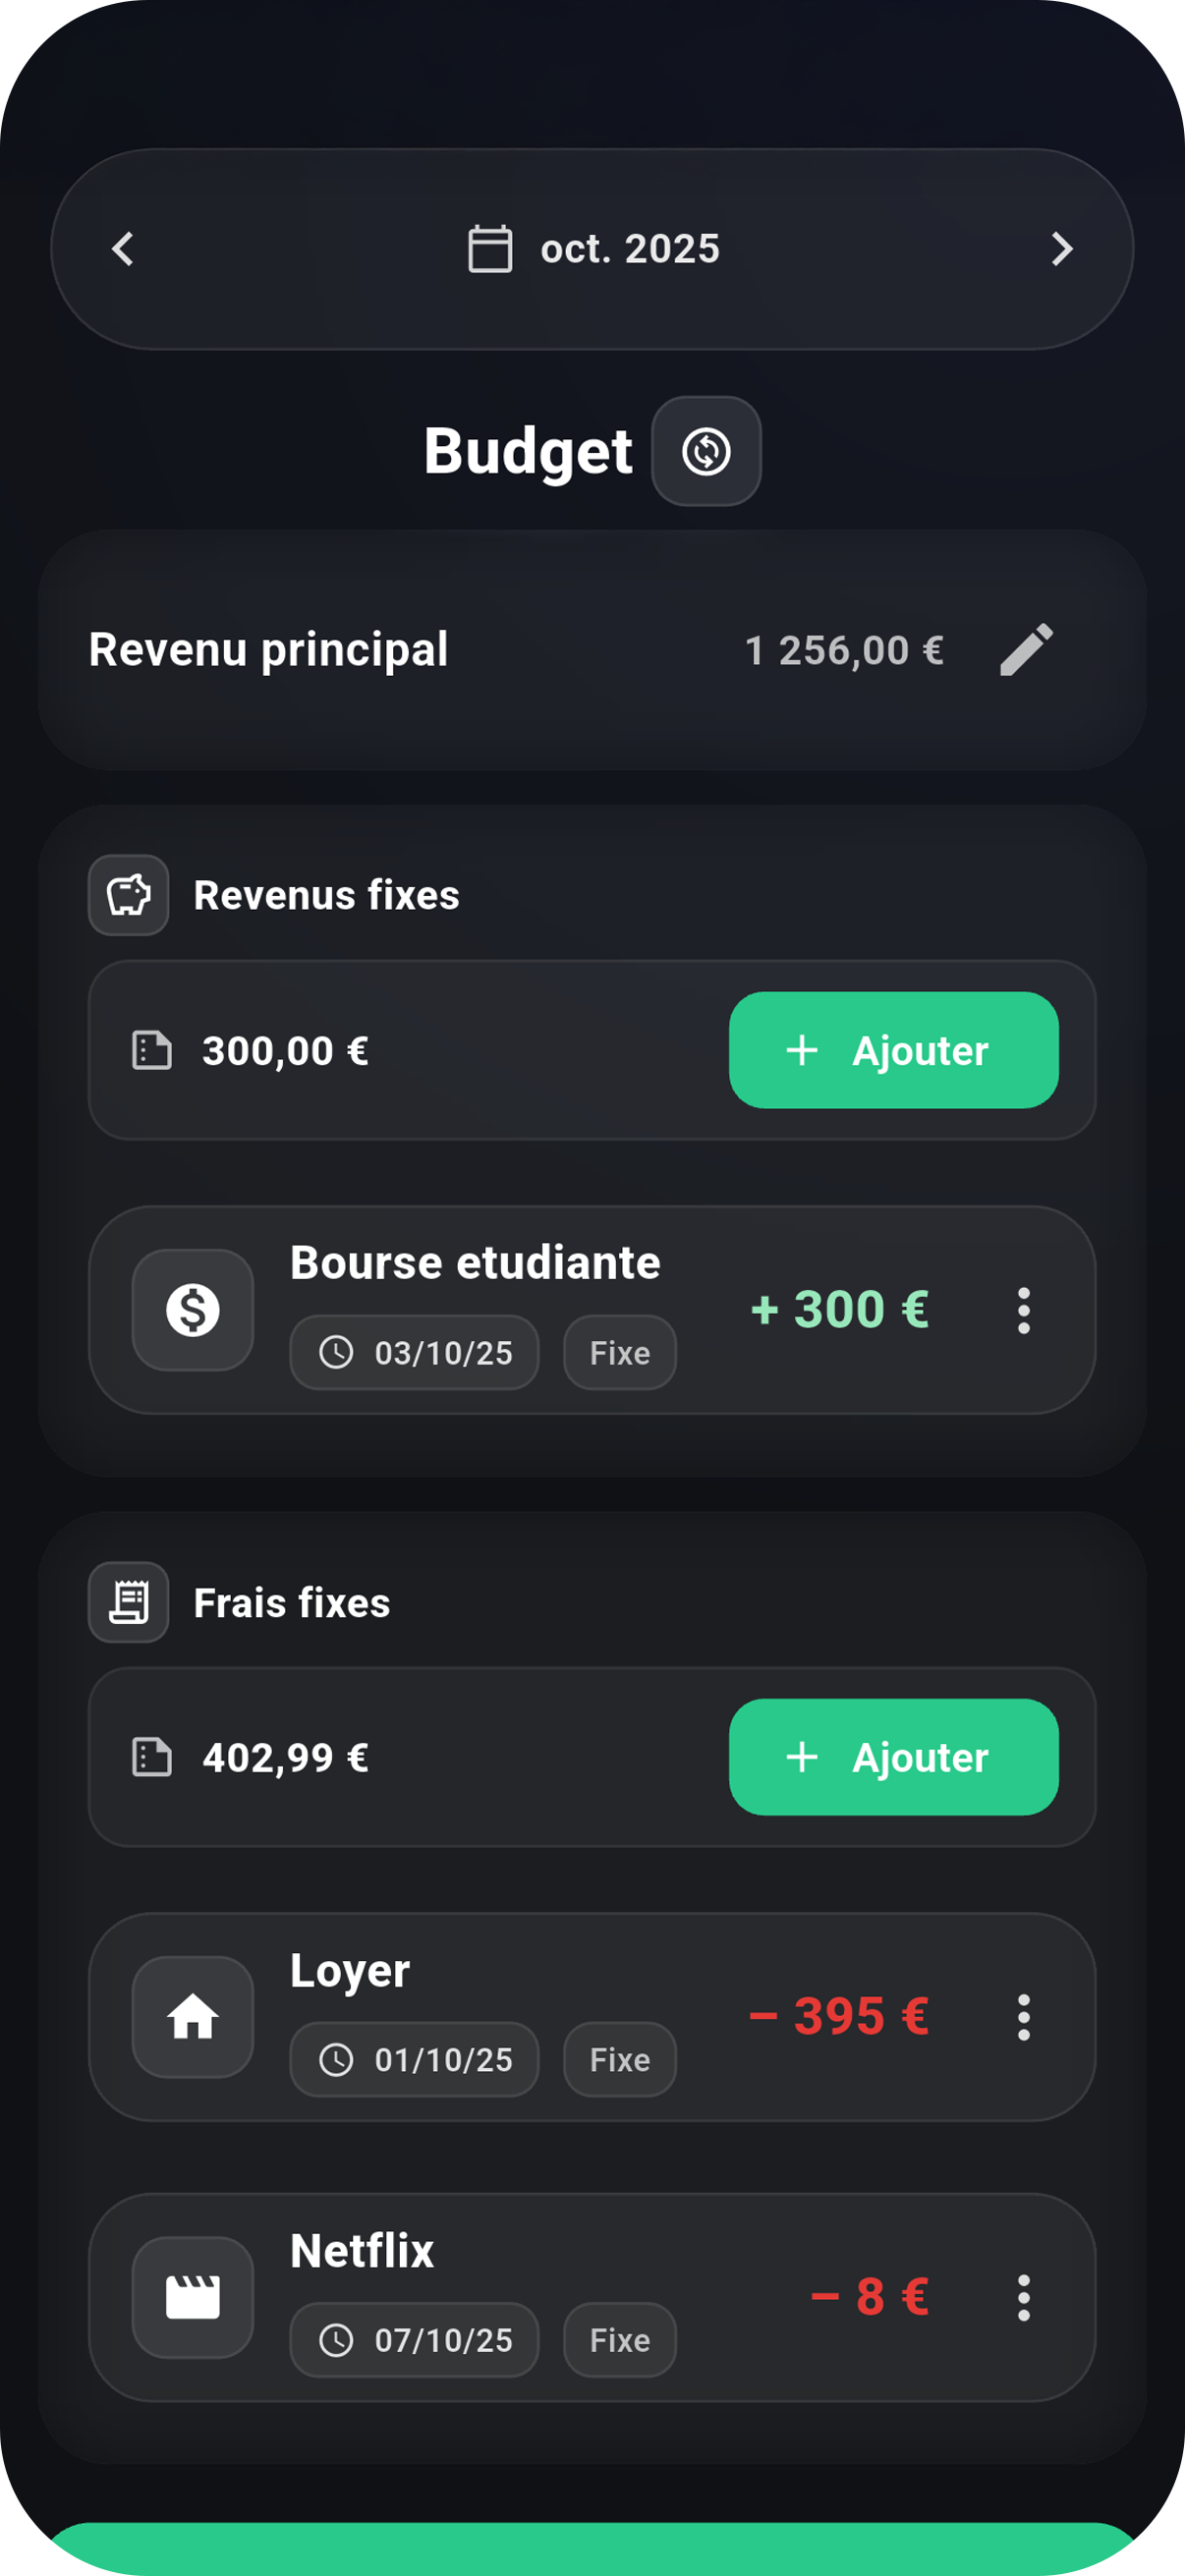 oct. 2025
Budget
Revenu principal 1 256,00 €
Revenus fixes
300,00 € + Ajouter
Bourse etudiante
+ 300 €
03/10/25 Fixe
Frais fixes
402,99 € + Ajouter
Loyer
– 395 €
01/10/25 Fixe
Netflix
– 8 €
07/10/25 Fixe